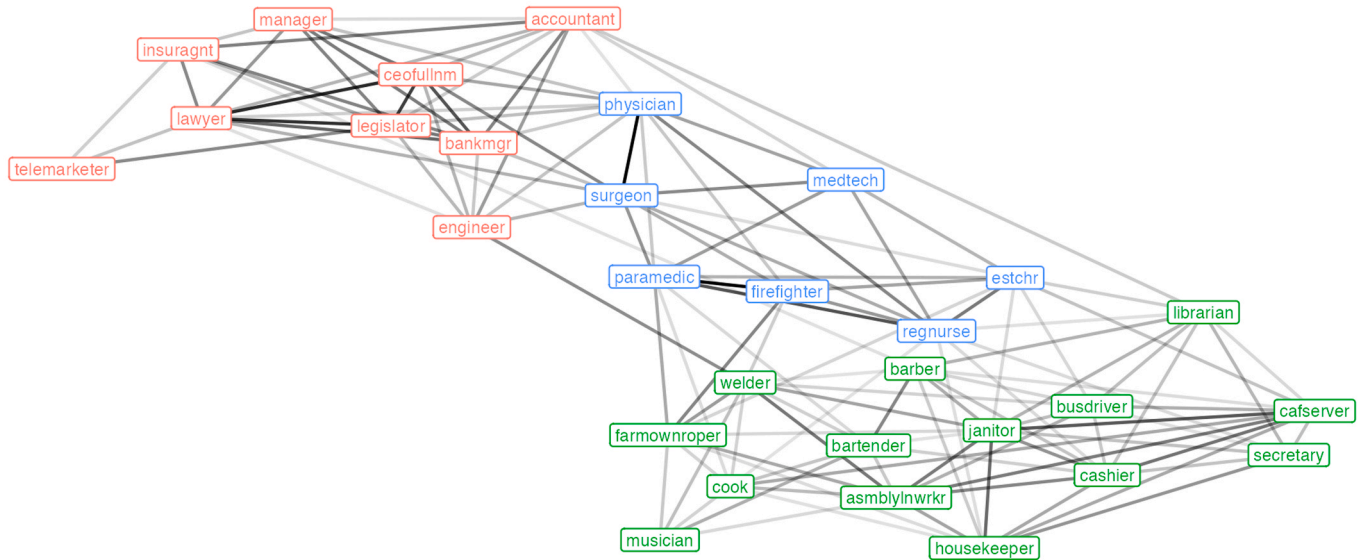 manager
accountant
insuragnt
ceofullnm
physician
lawyer
legislator
bankmgr
telemarketer
medtech
surgeon
engineer
paramedic
estchr
firefighter
librarian
regnurse
barber
welder
busdriver
cafserver
janitor
farmownroper
bartender
secretary
cashier
cook
asmblylnwrkr
musician
housekeeper